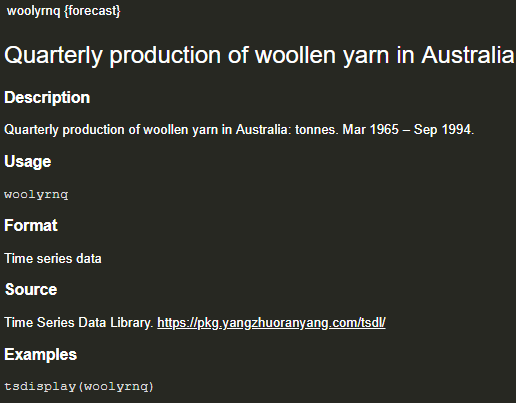 woolyrnq {forecast}
Quarterly production of woollen yarn in Australia
Description
Quarterly production of woollen yarn in Australia: tonnes. Mar 1965 – Sep 1994.
Usage
woolyrnq
Format
Time series data
Source
Time Series Data Library. https://pkg.yangzhuoranyang.com/tsdl/
Examples
tsdisplay(woolyrnq)